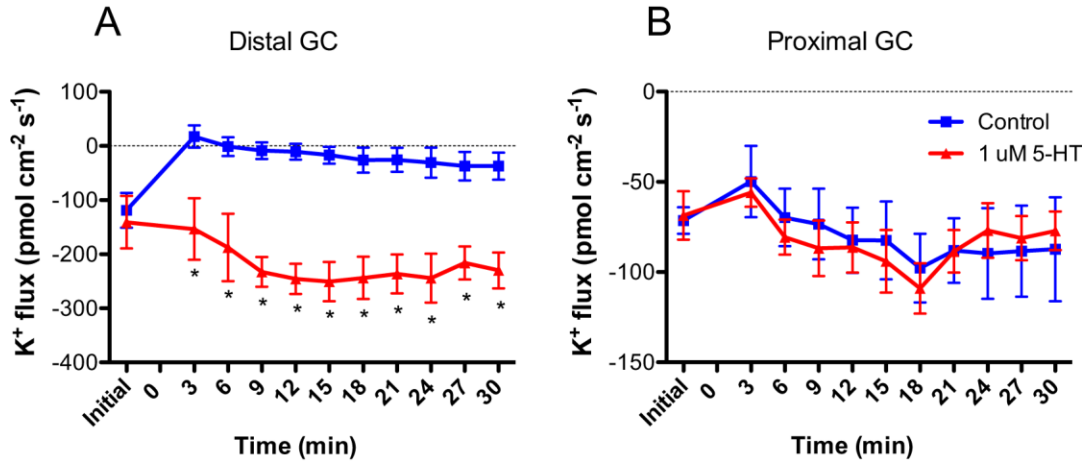 A
Distal GC
K⁺ flux (pmol cm⁻² s⁻¹)
100
0
-100
-200
-300
-400
* * * * * * * * * *
Initial 0 3 6 9 12 15 18 21 24 27 30
Time (min)
B
Proximal GC
K⁺ flux (pmol cm⁻² s⁻¹)
0
-50
-100
-150
Control
1 uM 5-HT
Initial 0 3 6 9 12 15 18 21 24 27 30
Time (min)